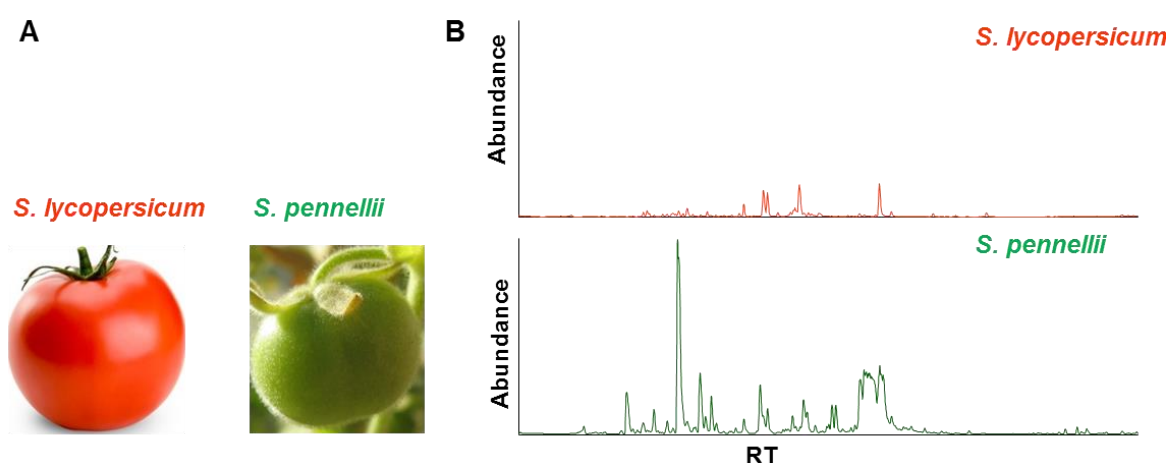 A
S. lycopersicum
S. pennellii
B
Abundance
S. lycopersicum
Abundance
S. pennellii
RT